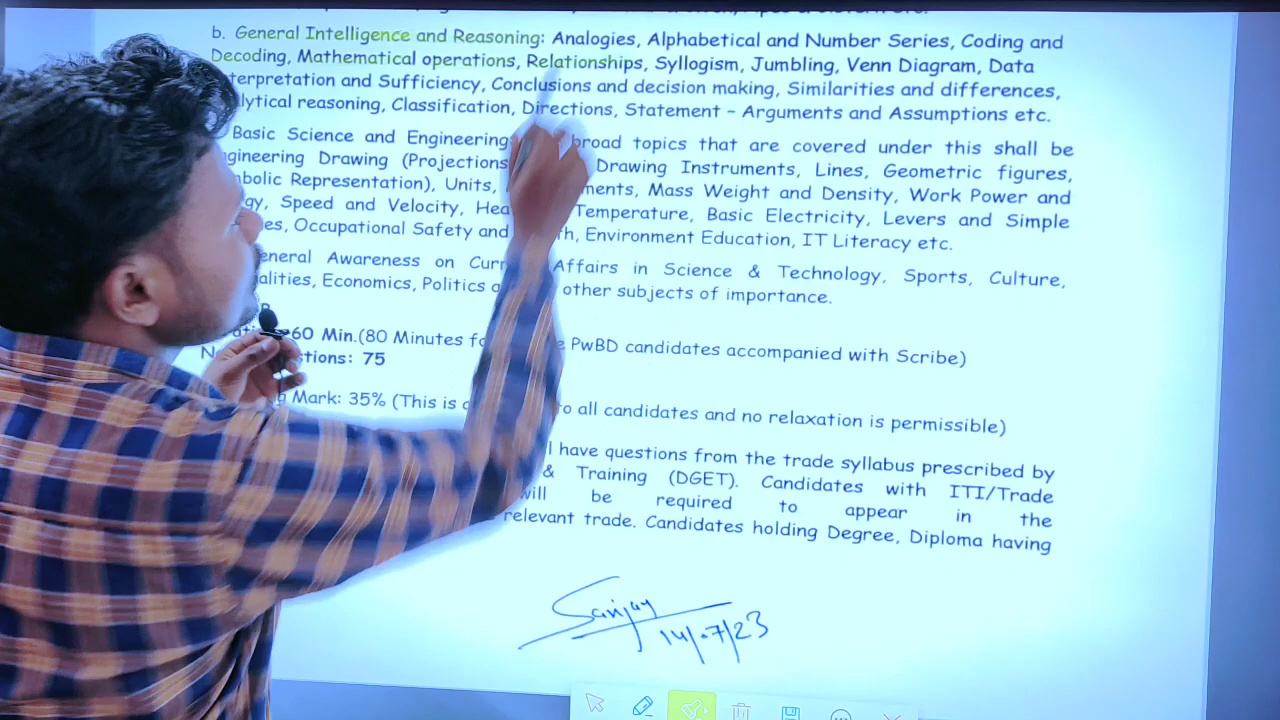 b. General Intelligence and Reasoning: Analogies, Alphabetical and Number Series, Coding and
Decoding, Mathematical operations, Relationships, Syllogism, Jumbling, Venn Diagram, Data
terpretation and Sufficiency, Conclusions and decision making, Similarities and differences,
lytical reasoning, Classification, Directions, Statement – Arguments and Assumptions etc.
Basic Science and Engineering: broad topics that are covered under this shall be
gineering Drawing (Projections Drawing Instruments, Lines, Geometric figures,
bolic Representation), Units, ments, Mass Weight and Density, Work Power and
gy, Speed and Velocity, Hea Temperature, Basic Electricity, Levers and Simple
es, Occupational Safety and th, Environment Education, IT Literacy etc.
eneral Awareness on Curr Affairs in Science & Technology, Sports, Culture,
alities, Economics, Politics a other subjects of importance.
60 Min.(80 Minutes fo PwBD candidates accompanied with Scribe)
tions: 75
Mark: 35% (This is to all candidates and no relaxation is permissible)
l have questions from the trade syllabus prescribed by
& Training (DGET). Candidates with ITI/Trade
will be required to appear in the
relevant trade. Candidates holding Degree, Diploma having
Sanjay
14/.7/23